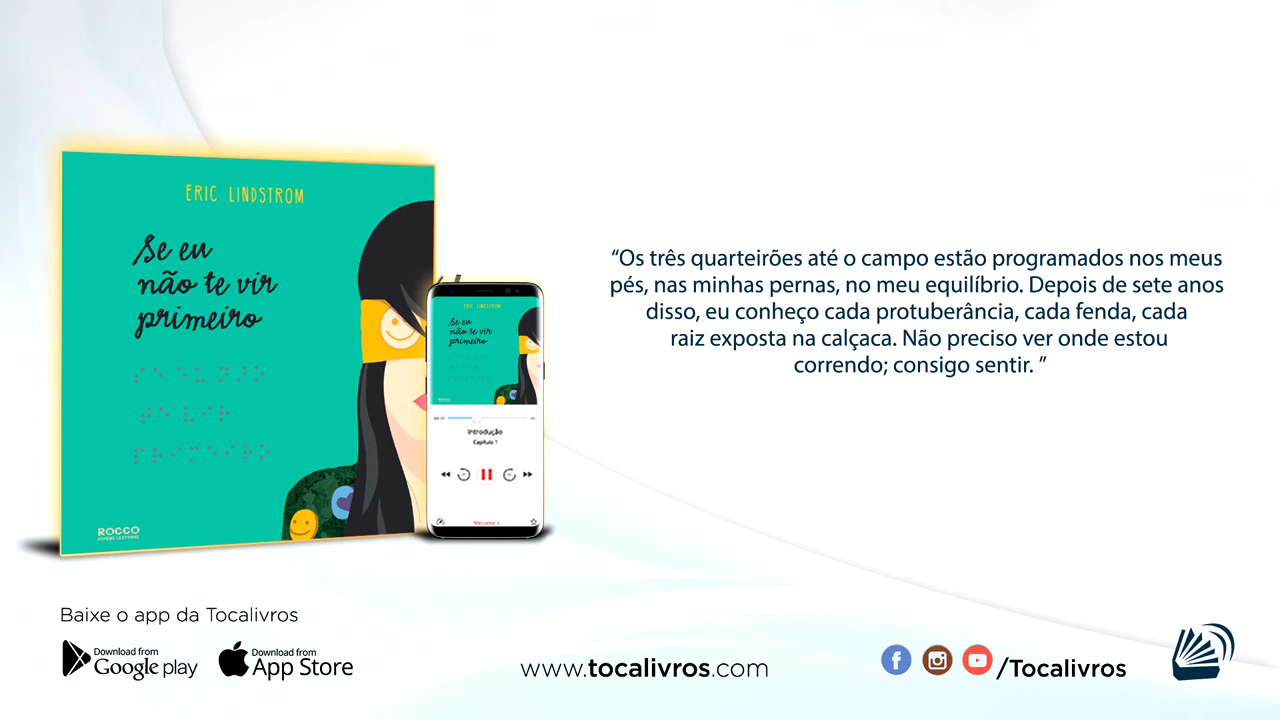 ERIC LINDSTROM
Se eu
não te vir
primeiro
ROCCO
JOVENS LEITORES
ERIC LINDSTROM
Se eu
não te vir
primeiro
Introdução
Capítulo 1
“Os três quarteirões até o campo estão programados nos meus
pés, nas minhas pernas, no meu equilíbrio. Depois de sete anos
disso, eu conheço cada protuberância, cada fenda, cada
raiz exposta na calçaca. Não preciso ver onde estou
correndo; consigo sentir. ”
Baixe o app da Tocalivros
Download from
Google play
Download from
App Store
www.tocalivros.com
/Tocalivros